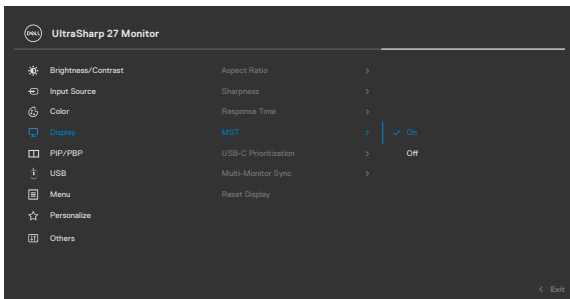 DELL UltraSharp 27 Monitor
Brightness/Contrast Aspect Ratio >
Input Source Sharpness >
Color Response Time >
Display MST > ✓ On
PIP/PBP USB-C Prioritization > Off
USB Multi-Monitor Sync >
Menu Reset Display
Personalize
Others
< Exit